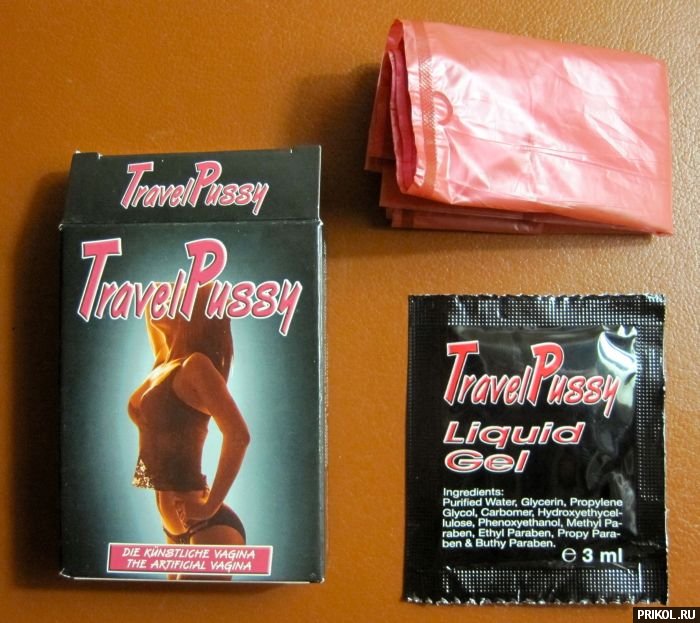 TravelPussy
TravelPussy
DIE KÜNSTLICHE VAGINA
THE ARTIFICIAL VAGINA
TravelPussy
Liquid
Gel
Ingredients:
Purified Water, Glycerin, Propylene
Glycol, Carbomer, Hydroxyethycel-
lulose, Phenoxyethanol, Methyl Pa-
raben, Ethyl Paraben, Propy Para-
ben & Buthy Paraben.
℮ 3 ml
PRIKOL.RU